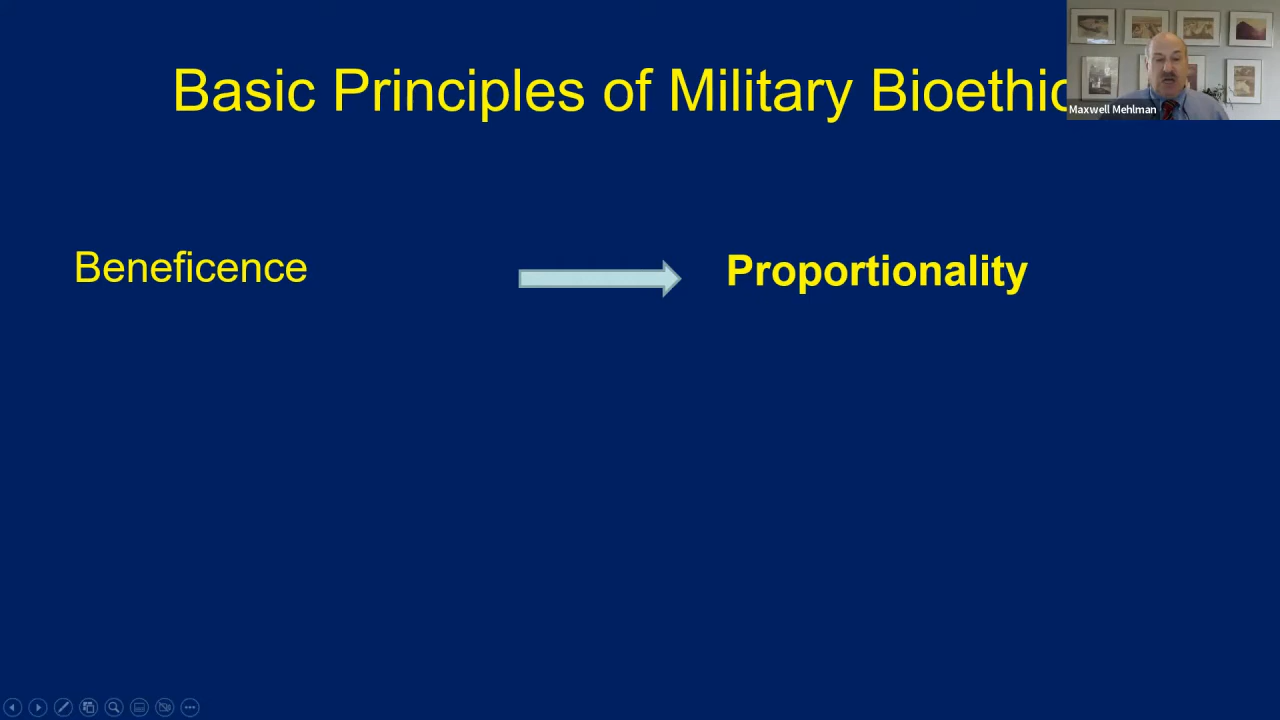 Basic Principles of Military Bioethic
Maxwell Mehlman
Beneficence
Proportionality